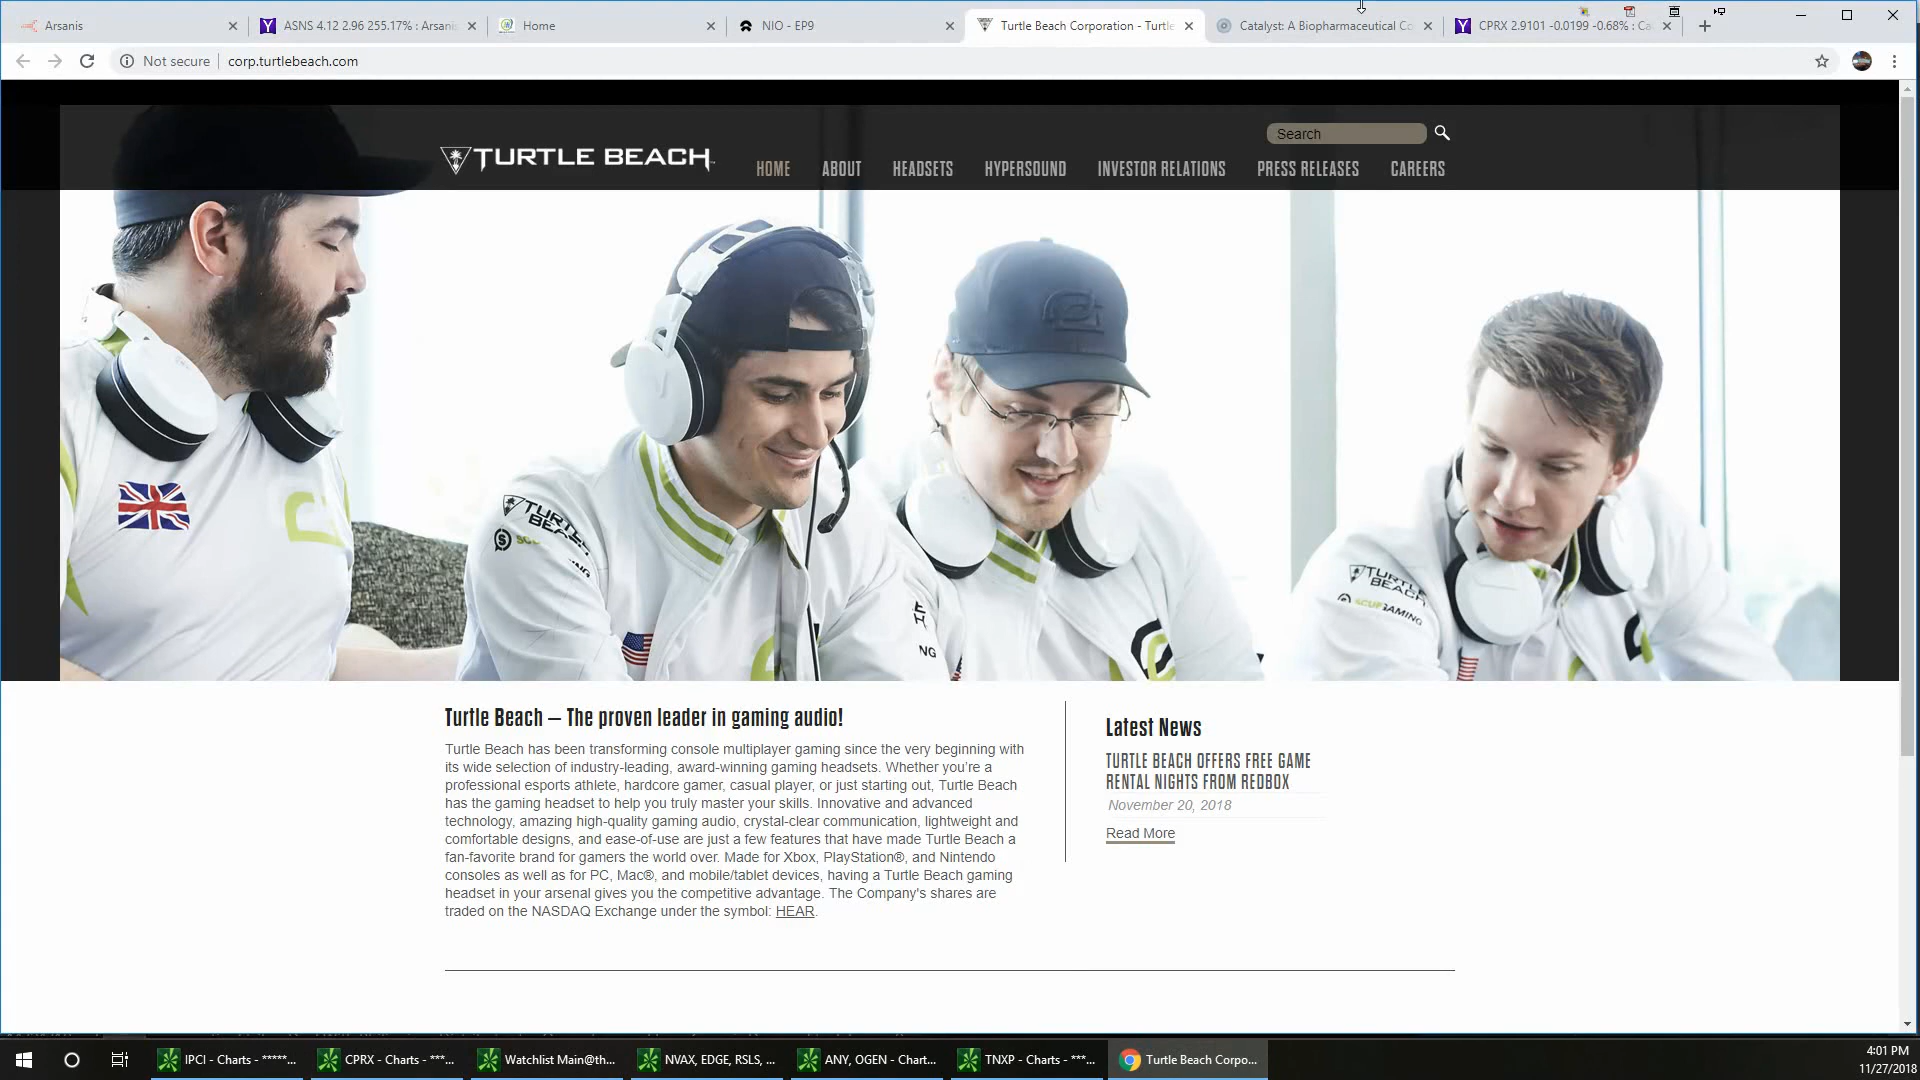 Arsanis
ASNS 4.12 2.96 255.17% : Arsanis
Home
NIO - EP9
Turtle Beach Corporation - Turtle
Catalyst: A Biopharmaceutical Co
CPRX 2.9101 -0.0199 -0.68% : Ca
Not secure
corp.turtlebeach.com
Search
TURTLE BEACH
HOME
ABOUT
HEADSETS
HYPERSOUND
INVESTOR RELATIONS
PRESS RELEASES
CAREERS
TURTLE
BEACH
TURTLE
BEACH
SCUF GAMING
NG
Turtle Beach – The proven leader in gaming audio!
Turtle Beach has been transforming console multiplayer gaming since the very beginning with
its wide selection of industry-leading, award-winning gaming headsets. Whether you're a
professional esports athlete, hardcore gamer, casual player, or just starting out, Turtle Beach
has the gaming headset to help you truly master your skills. Innovative and advanced
technology, amazing high-quality gaming audio, crystal-clear communication, lightweight and
comfortable designs, and ease-of-use are just a few features that have made Turtle Beach a
fan-favorite brand for gamers the world over. Made for Xbox, PlayStation®, and Nintendo
consoles as well as for PC, Mac®, and mobile/tablet devices, having a Turtle Beach gaming
headset in your arsenal gives you the competitive advantage. The Company's shares are
traded on the NASDAQ Exchange under the symbol: HEAR.
Latest News
TURTLE BEACH OFFERS FREE GAME
RENTAL NIGHTS FROM REDBOX
November 20, 2018
Read More
IPCI - Charts - *****...
CPRX - Charts - ***...
Watchlist Main@th...
NVAX, EDGE, RSLS, ...
ANY, OGEN - Chart...
TNXP - Charts - ***...
Turtle Beach Corpo...
4:01 PM
11/27/2018